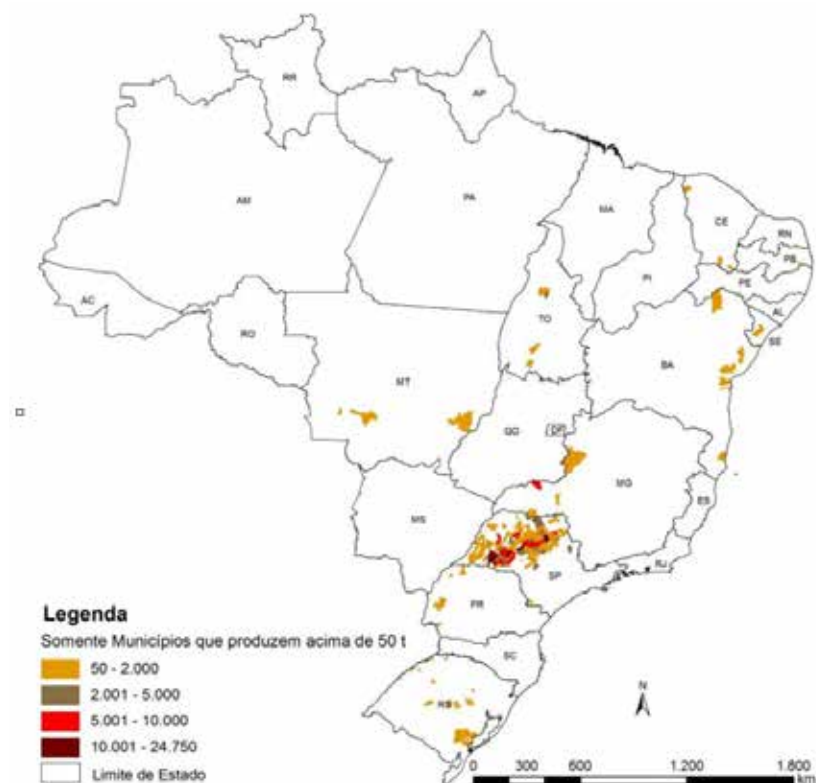 RR
AP
AM
PA
MA
CE
RN
PB
PE
PI
AL
SE
AC
TO
RO
BA
MT
GO
DF
MG
ES
MS
SP
RJ
PR
SC
RS
Legenda
Somente Municípios que produzem acima de 50 t
50 - 2.000
2.001 - 5.000
5.001 - 10.000
10.001 - 24.750
Limite de Estado
N
0 300 600 1.200 1.800
km